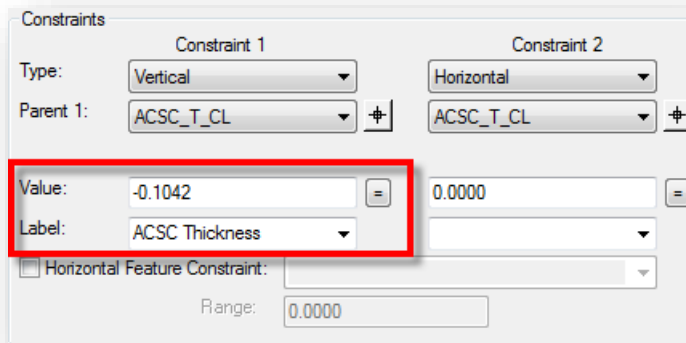 Constraints
Constraint 1 Constraint 2
Type: Vertical Horizontal
Parent 1: ACSC_T_CL ACSC_T_CL
Value: -0.1042 = 0.0000 =
Label: ACSC Thickness
Horizontal Feature Constraint:
Range: 0.0000